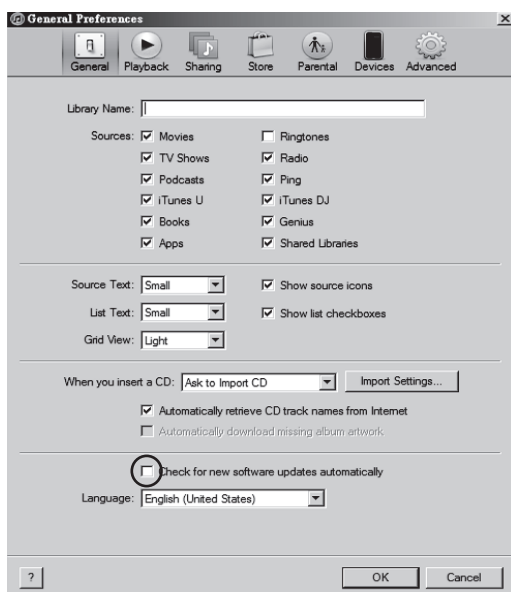 General Preferences
General Playback Sharing Store Parental Devices Advanced
Library Name:
Sources: Movies Ringtones
TV Shows Radio
Podcasts Ping
iTunes U iTunes DJ
Books Genius
Apps Shared Libraries
Source Text: Small Show source icons
List Text: Small Show list checkboxes
Grid View: Light
When you insert a CD: Ask to Import CD Import Settings...
Automatically retrieve CD track names from Internet
Automatically download missing album artwork
Check for new software updates automatically
Language: English (United States)
? OK Cancel